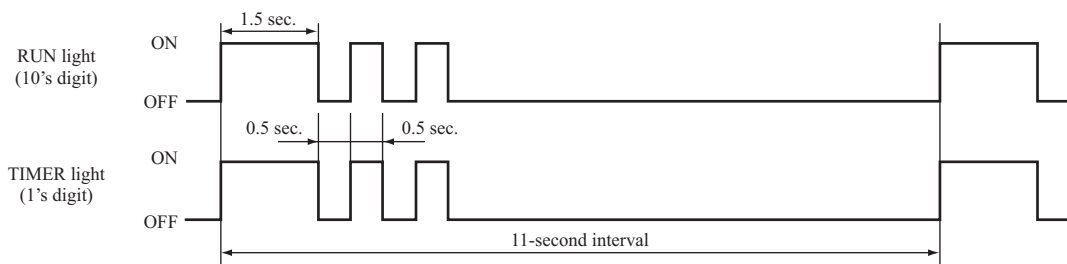 1.5 sec.
RUN light
(10’s digit)
ON
OFF
0.5 sec.
0.5 sec.
TIMER light
(1’s digit)
ON
OFF
11-second interval